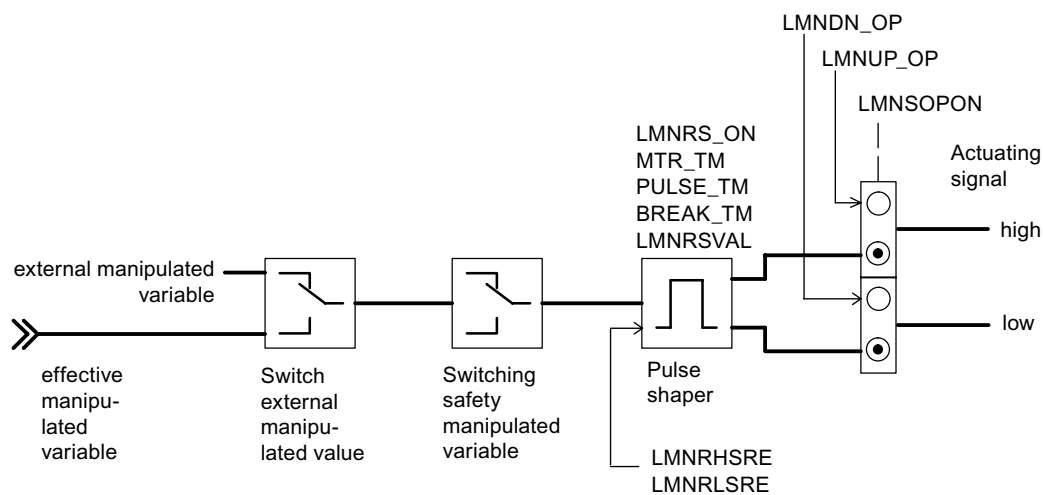 LMNDN_OP
LMNUP_OP
LMNSOPON
LMNRS_ON
MTR_TM
PULSE_TM
BREAK_TM
LMNRSVAL
Actuating
signal
high
low
external manipulated
variable
effective
manipu-
lated
variable
Switch
external
manipu-
lated value
Switching
safety
manipulated
variable
Pulse
shaper
LMNRHSRE
LMNRLSRE